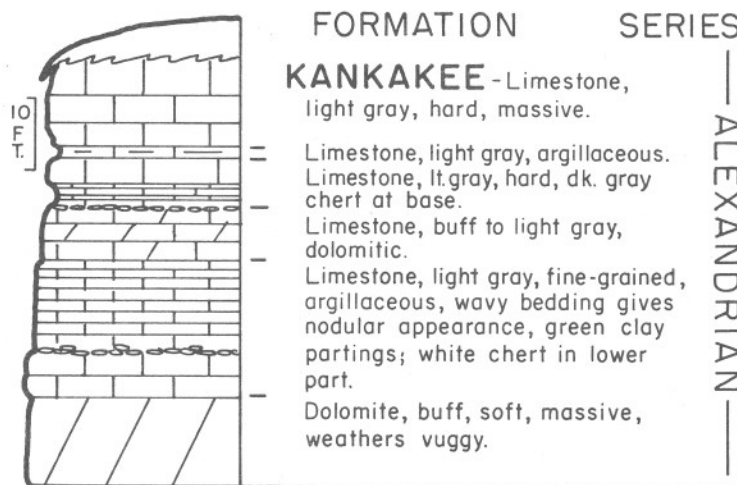 FORMATION SERIES
KANKAKEE - Limestone,
light gray, hard, massive.
10
F
T.
Limestone, light gray, argillaceous.
Limestone, lt. gray, hard, dk. gray
chert at base.
Limestone, buff to light gray,
dolomitic.
Limestone, light gray, fine-grained,
argillaceous, wavy bedding gives
nodular appearance, green clay
partings; white chert in lower
part.
Dolomite, buff, soft, massive,
weathers vuggy.
ALEXANDRIAN